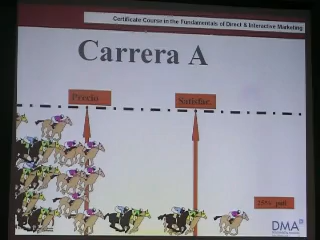 Certificate Course in the Fundamentals of Direct & Interactive Marketing
Carrera A
Precio
Satisfac.
DMA